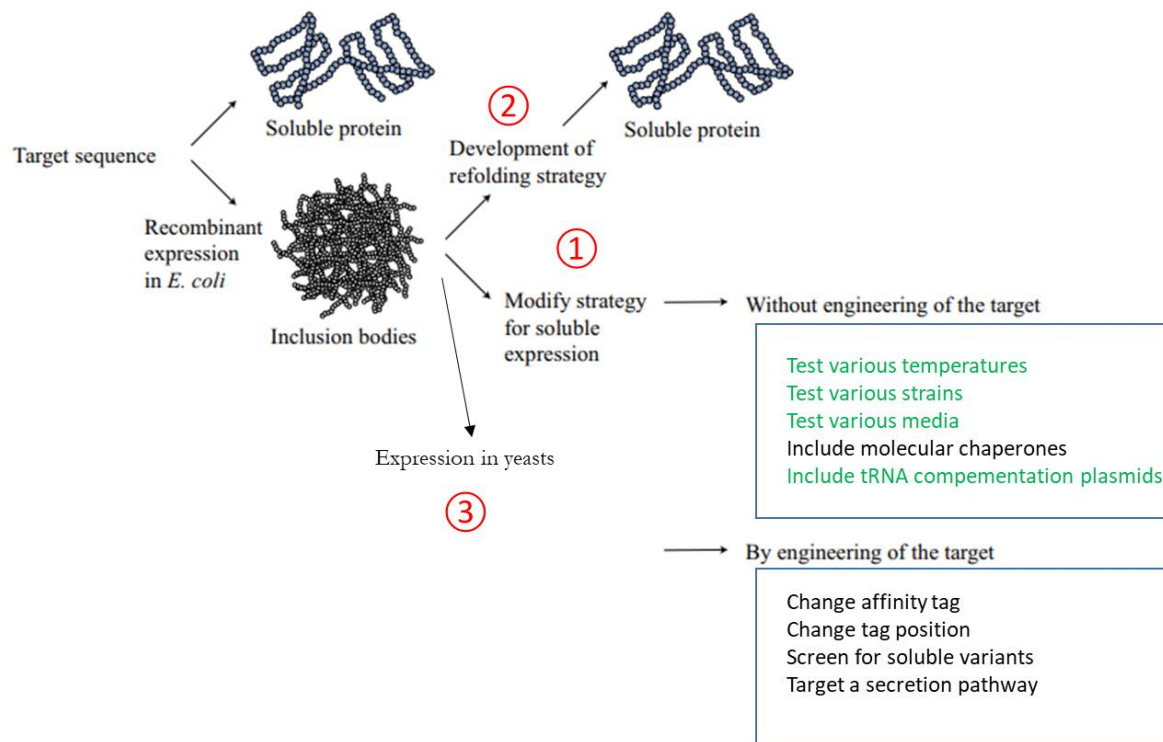 Soluble protein
Soluble protein
②
Target sequence
Development of
refolding strategy
Recombinant
expression
in E. coli
Inclusion bodies
①
Modify strategy
for soluble
expression
Without engineering of the target
Test various temperatures
Test various strains
Test various media
Include molecular chaperones
Include tRNA compementation plasmids
Expression in yeasts
③
By engineering of the target
Change affinity tag
Change tag position
Screen for soluble variants
Target a secretion pathway